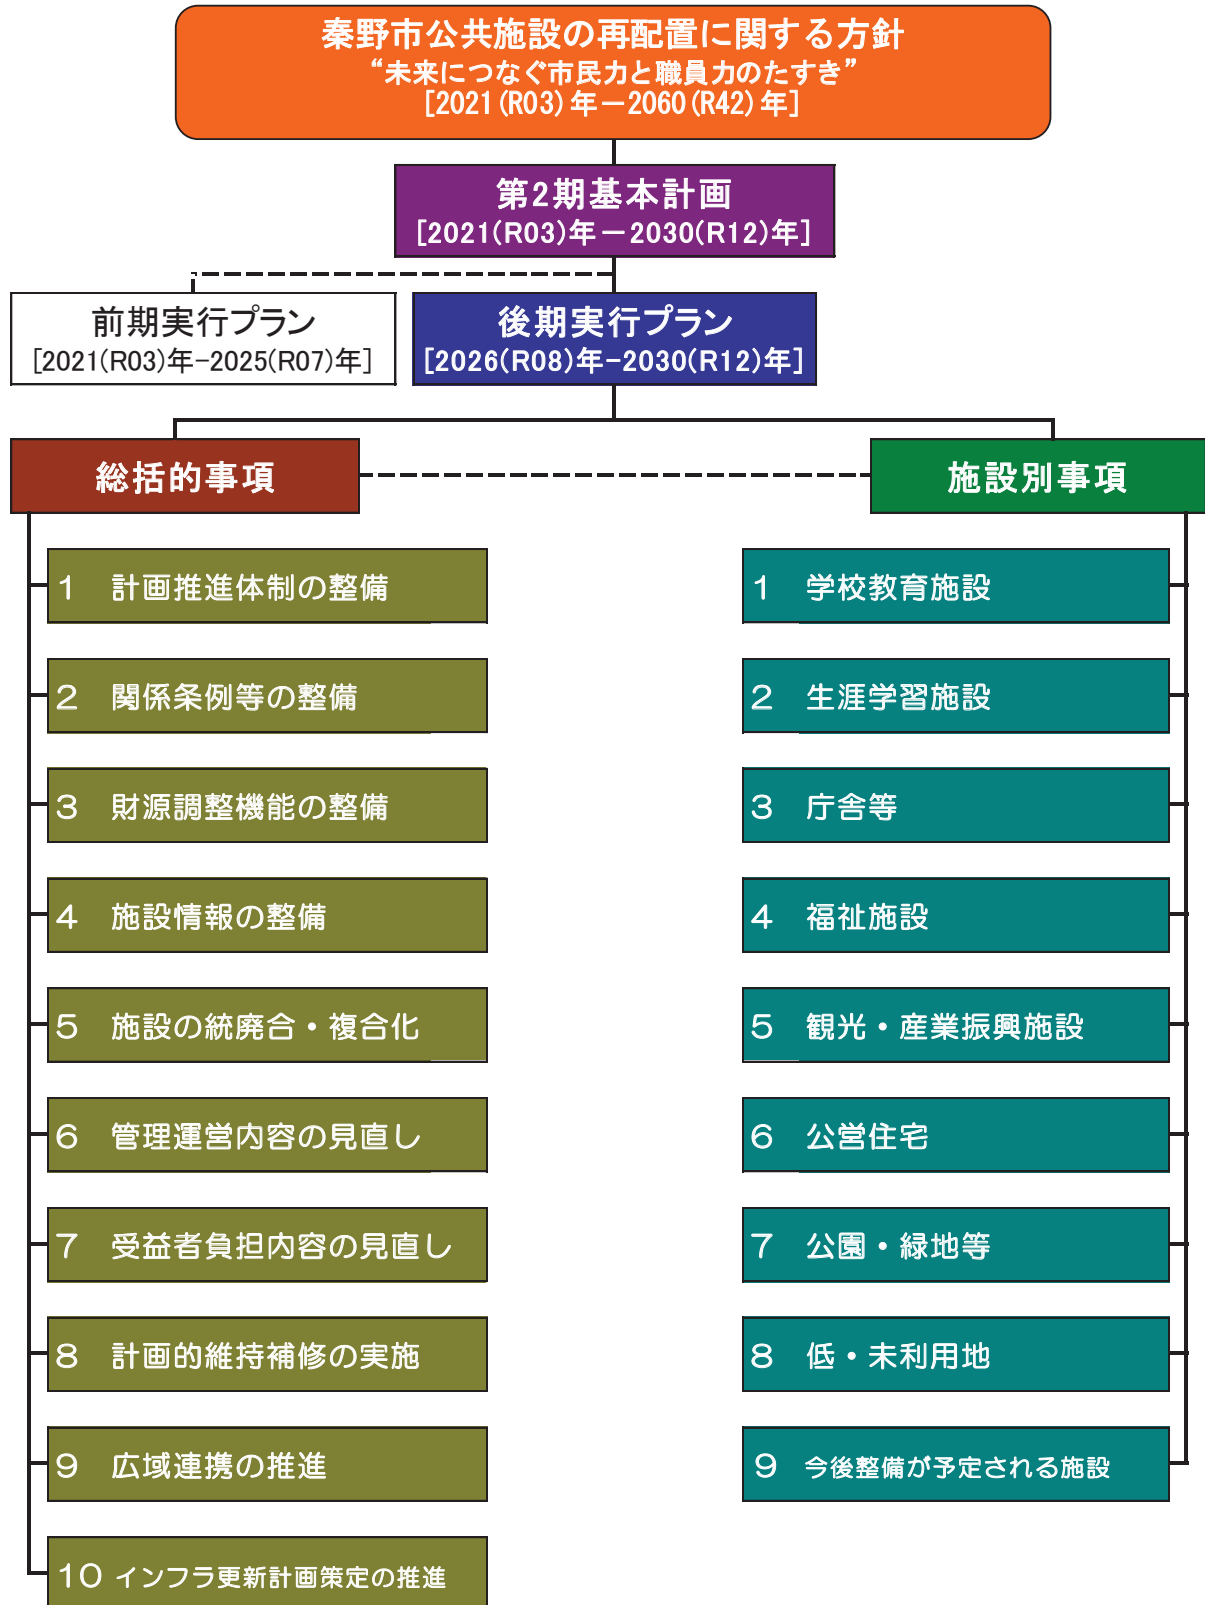 秦野市公共施設の再配置に関する方針
“未来につなぐ市民力と職員力のたすき”
[2021(R03)年－2060(R42)年]
第2期基本計画
[2021(R03)年－2030(R12)年]
前期実行プラン
[2021(R03)年-2025(R07)年]
後期実行プラン
[2026(R08)年-2030(R12)年]
総括的事項
施設別事項
1 計画推進体制の整備
2 関係条例等の整備
3 財源調整機能の整備
4 施設情報の整備
5 施設の統廃合・複合化
6 管理運営内容の見直し
7 受益者負担内容の見直し
8 計画的維持補修の実施
9 広域連携の推進
10 インフラ更新計画策定の推進
1 学校教育施設
2 生涯学習施設
3 庁舎等
4 福祉施設
5 観光・産業振興施設
6 公営住宅
7 公園・緑地等
8 低・未利用地
9 今後整備が予定される施設